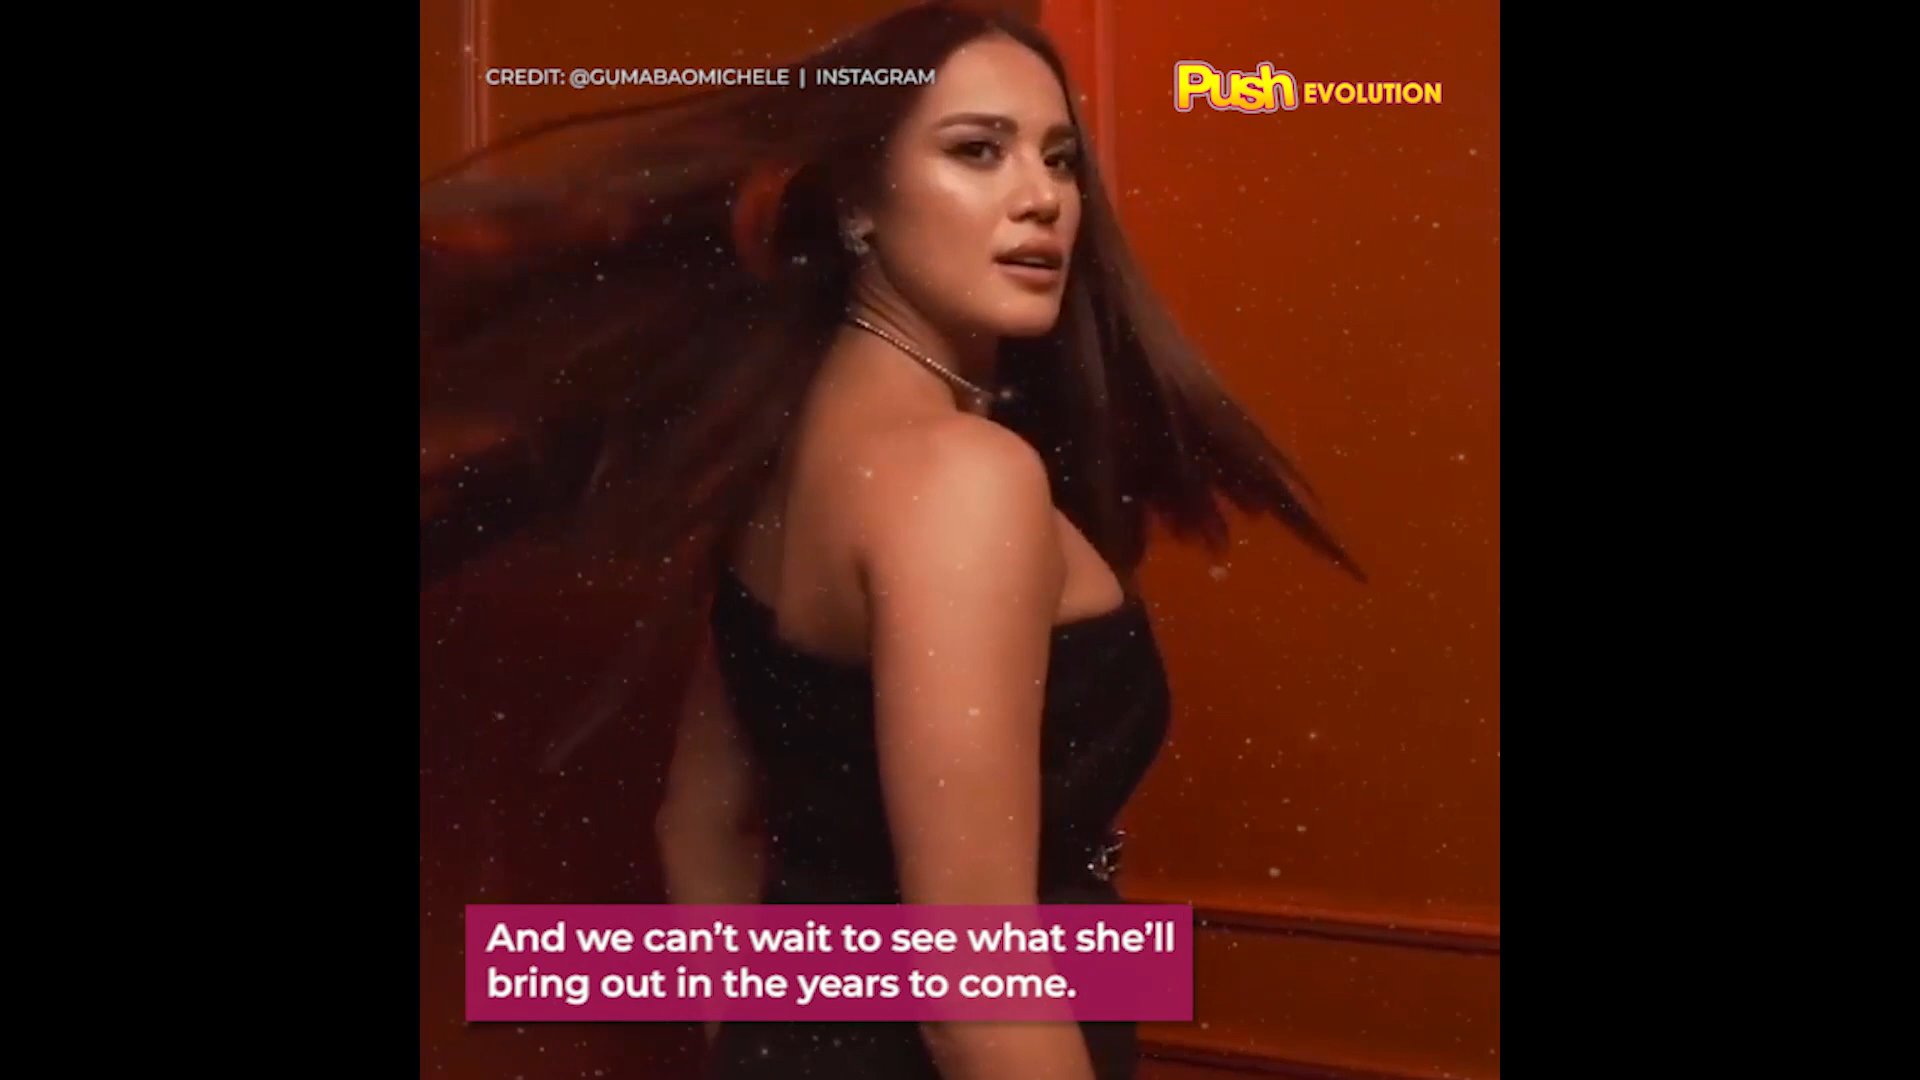 CREDIT: @GUMABAOMICHELE | INSTAGRAM
Push EVOLUTION
And we can't wait to see what she'll
bring out in the years to come.